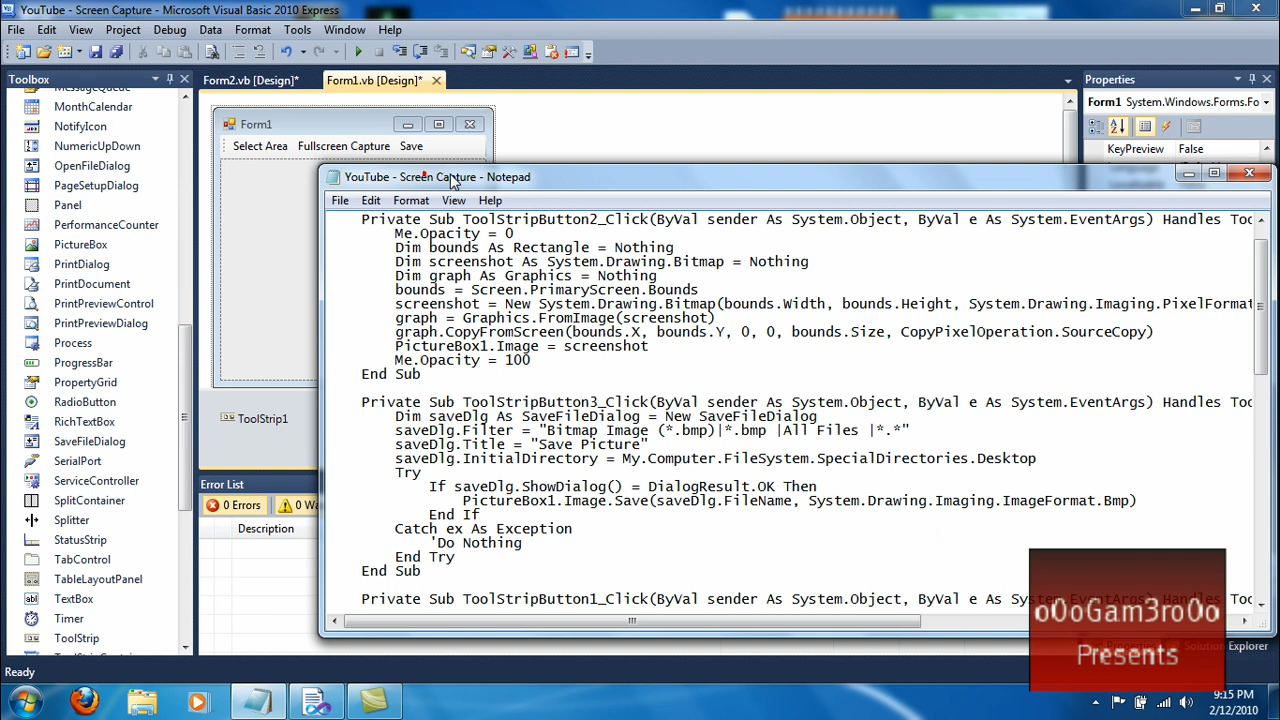 YouTube - Screen Capture - Microsoft Visual Basic 2010 Express
File Edit View Project Debug Data Format Tools Window Help
Toolbox
MonthCalendar
NotifyIcon
NumericUpDown
OpenFileDialog
PageSetupDialog
Panel
PerformanceCounter
PictureBox
PrintDialog
PrintDocument
PrintPreviewControl
PrintPreviewDialog
Process
ProgressBar
PropertyGrid
RadioButton
RichTextBox
SaveFileDialog
SerialPort
ServiceController
SplitContainer
Splitter
StatusStrip
TabControl
TableLayoutPanel
TextBox
Timer
ToolStrip
Form2.vb [Design]* Form1.vb [Design]*
Form1
Select Area Fullscreen Capture Save
ToolStrip1
Error List
0 Errors 0 Wa
Description
Properties
Form1 System.Windows.Forms.Fo
KeyPreview False
YouTube - Screen Capture - Notepad
File Edit Format View Help
Private Sub ToolStripButton2_Click(ByVal sender As System.Object, ByVal e As System.EventArgs) Handles Too
Me.Opacity = 0
Dim bounds As Rectangle = Nothing
Dim screenshot As System.Drawing.Bitmap = Nothing
Dim graph As Graphics = Nothing
bounds = Screen.PrimaryScreen.Bounds
screenshot = New System.Drawing.Bitmap(bounds.Width, bounds.Height, System.Drawing.Imaging.PixelFormat
graph = Graphics.FromImage(screenshot)
graph.CopyFromScreen(bounds.X, bounds.Y, 0, 0, bounds.Size, CopyPixelOperation.SourceCopy)
PictureBox1.Image = screenshot
Me.Opacity = 100
End Sub
Private Sub ToolStripButton3_Click(ByVal sender As System.Object, ByVal e As System.EventArgs) Handles Too
Dim saveDlg As SaveFileDialog = New SaveFileDialog
saveDlg.Filter = "Bitmap Image (*.bmp)|*.bmp |All Files |*.*"
saveDlg.Title = "Save Picture"
saveDlg.InitialDirectory = My.Computer.FileSystem.SpecialDirectories.Desktop
Try
If saveDlg.ShowDialog() = DialogResult.OK Then
PictureBox1.Image.Save(saveDlg.FileName, System.Drawing.Imaging.ImageFormat.Bmp)
End If
Catch ex As Exception
'Do Nothing
End Try
End Sub
Private Sub ToolStripButton1_Click(ByVal sender As System.Object, ByVal e As System.EventArgs) Handles Too
o0ooGam3roOo
Presents
Solution Explorer
Ready
9:15 PM
2/12/2010